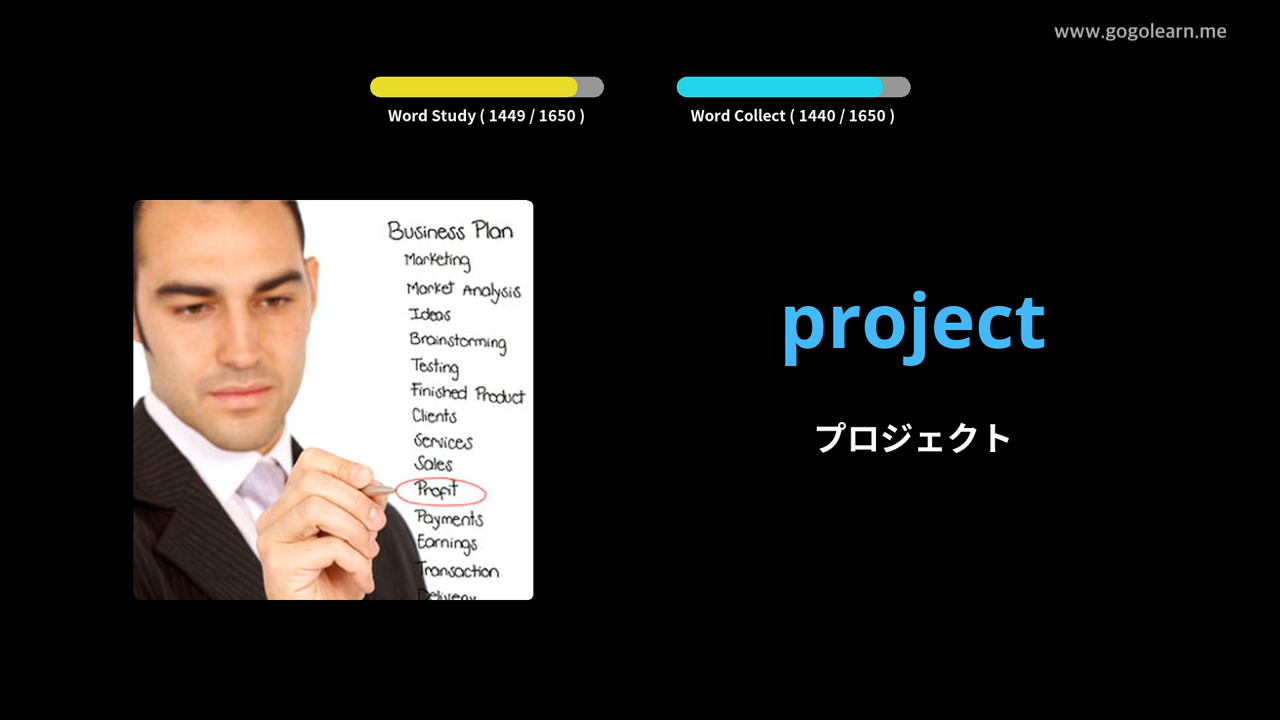 www.gogolearn.me
Word Study ( 1449 / 1650 )
Word Collect ( 1440 / 1650 )
Business Plan
Marketing
Market Analysis
Ideas
Brainstorming
Testing
Finished Product
Clients
Services
Sales
Profit
Payments
Earnings
Transaction
Delivery
project
プロジェクト